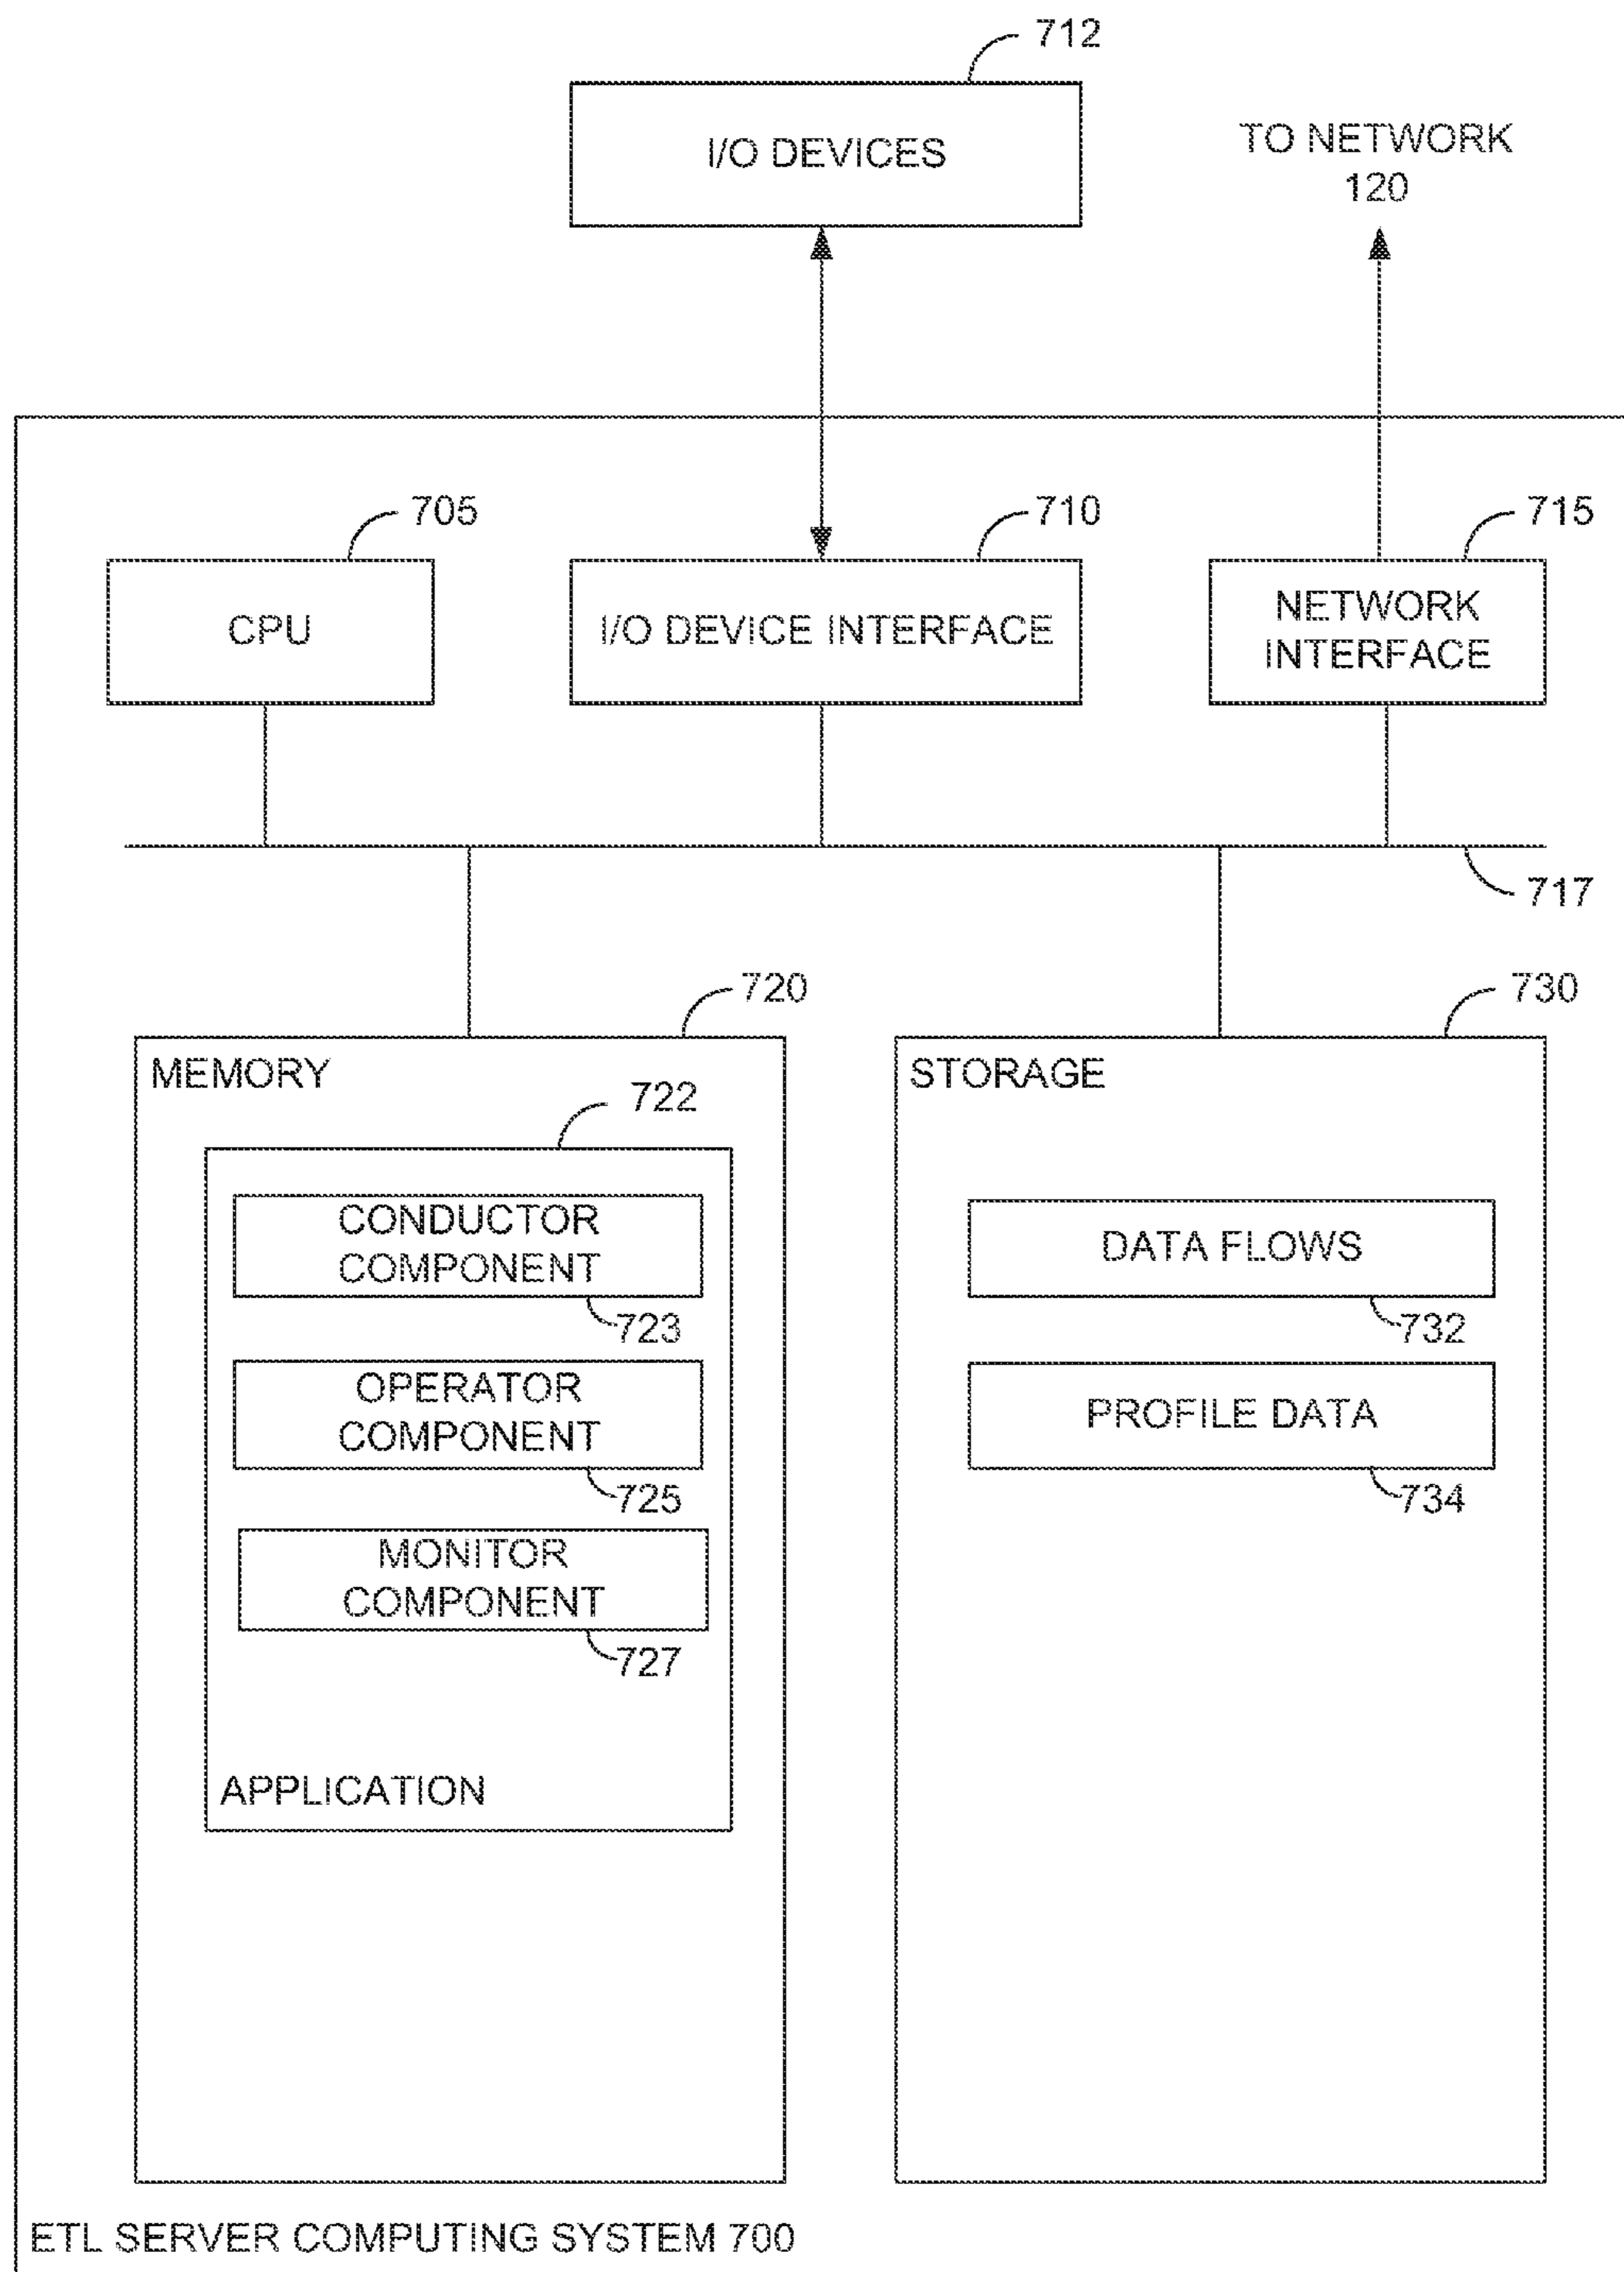 712
I/O DEVICES
TO NETWORK
120
705
710
715
CPU
I/O DEVICE INTERFACE
NETWORK
INTERFACE
717
720
730
MEMORY
STORAGE
722
CONDUCTOR
COMPONENT
723
OPERATOR
COMPONENT
725
MONITOR
COMPONENT
727
APPLICATION
DATA FLOWS
732
PROFILE DATA
734
ETL SERVER COMPUTING SYSTEM 700